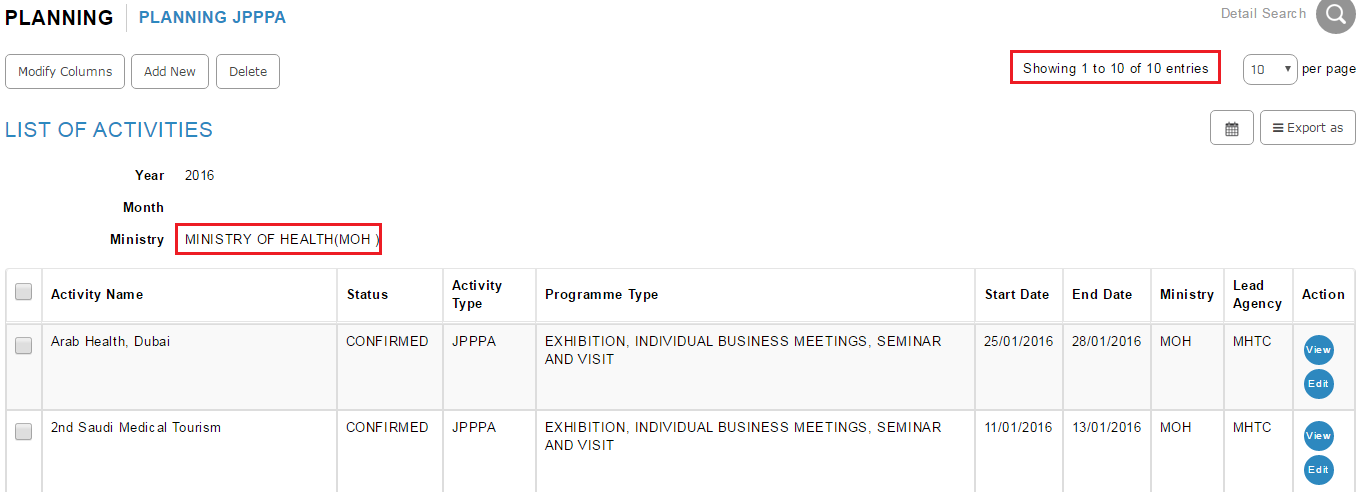 PLANNING PLANNING JPPPA Detail Search
Modify Columns Add New Delete Showing 1 to 10 of 10 entries 10 per page
LIST OF ACTIVITIES Export as
Year 2016
Month
Ministry MINISTRY OF HEALTH(MOH )
Activity Name Status Activity Type Programme Type Start Date End Date Ministry Lead Agency Action
Arab Health, Dubai CONFIRMED JPPPA EXHIBITION, INDIVIDUAL BUSINESS MEETINGS, SEMINAR 25/01/2016 28/01/2016 MOH MHTC View
AND VISIT
Edit
2nd Saudi Medical Tourism CONFIRMED JPPPA EXHIBITION, INDIVIDUAL BUSINESS MEETINGS, SEMINAR 11/01/2016 13/01/2016 MOH MHTC View
AND VISIT
Edit